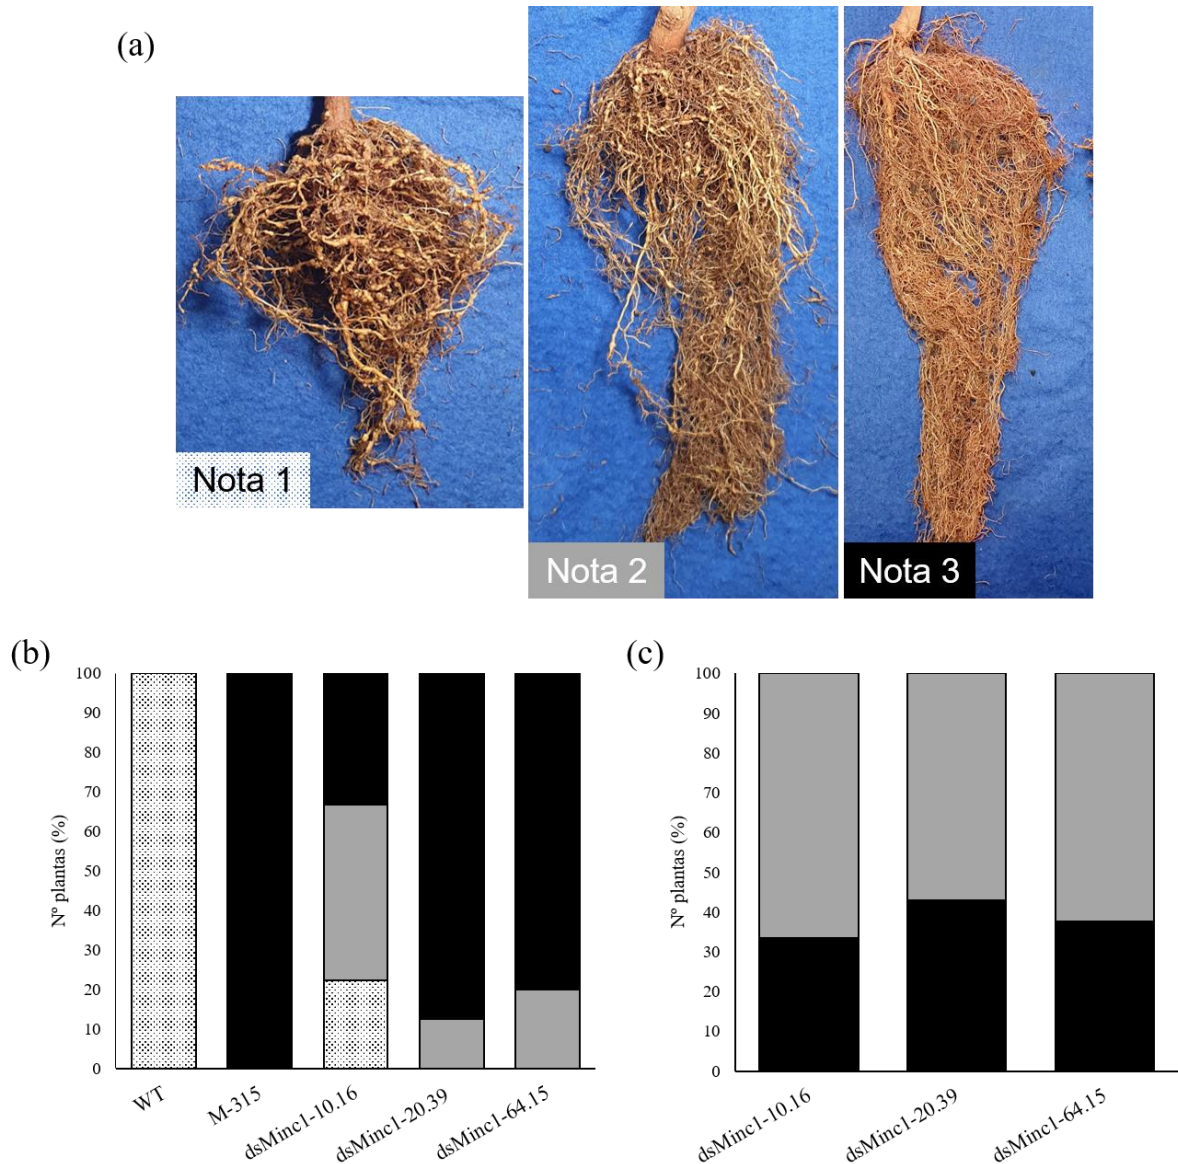 (a)
Nota 1
Nota 2
Nota 3
(b)
Nº plantas (%)
100
90
80
70
60
50
40
30
20
10
0
WT
M-315
dsMinc1-10.16
dsMinc1-20.39
dsMinc1-64.15
(c)
Nº plantas (%)
100
90
80
70
60
50
40
30
20
10
0
dsMinc1-10.16
dsMinc1-20.39
dsMinc1-64.15